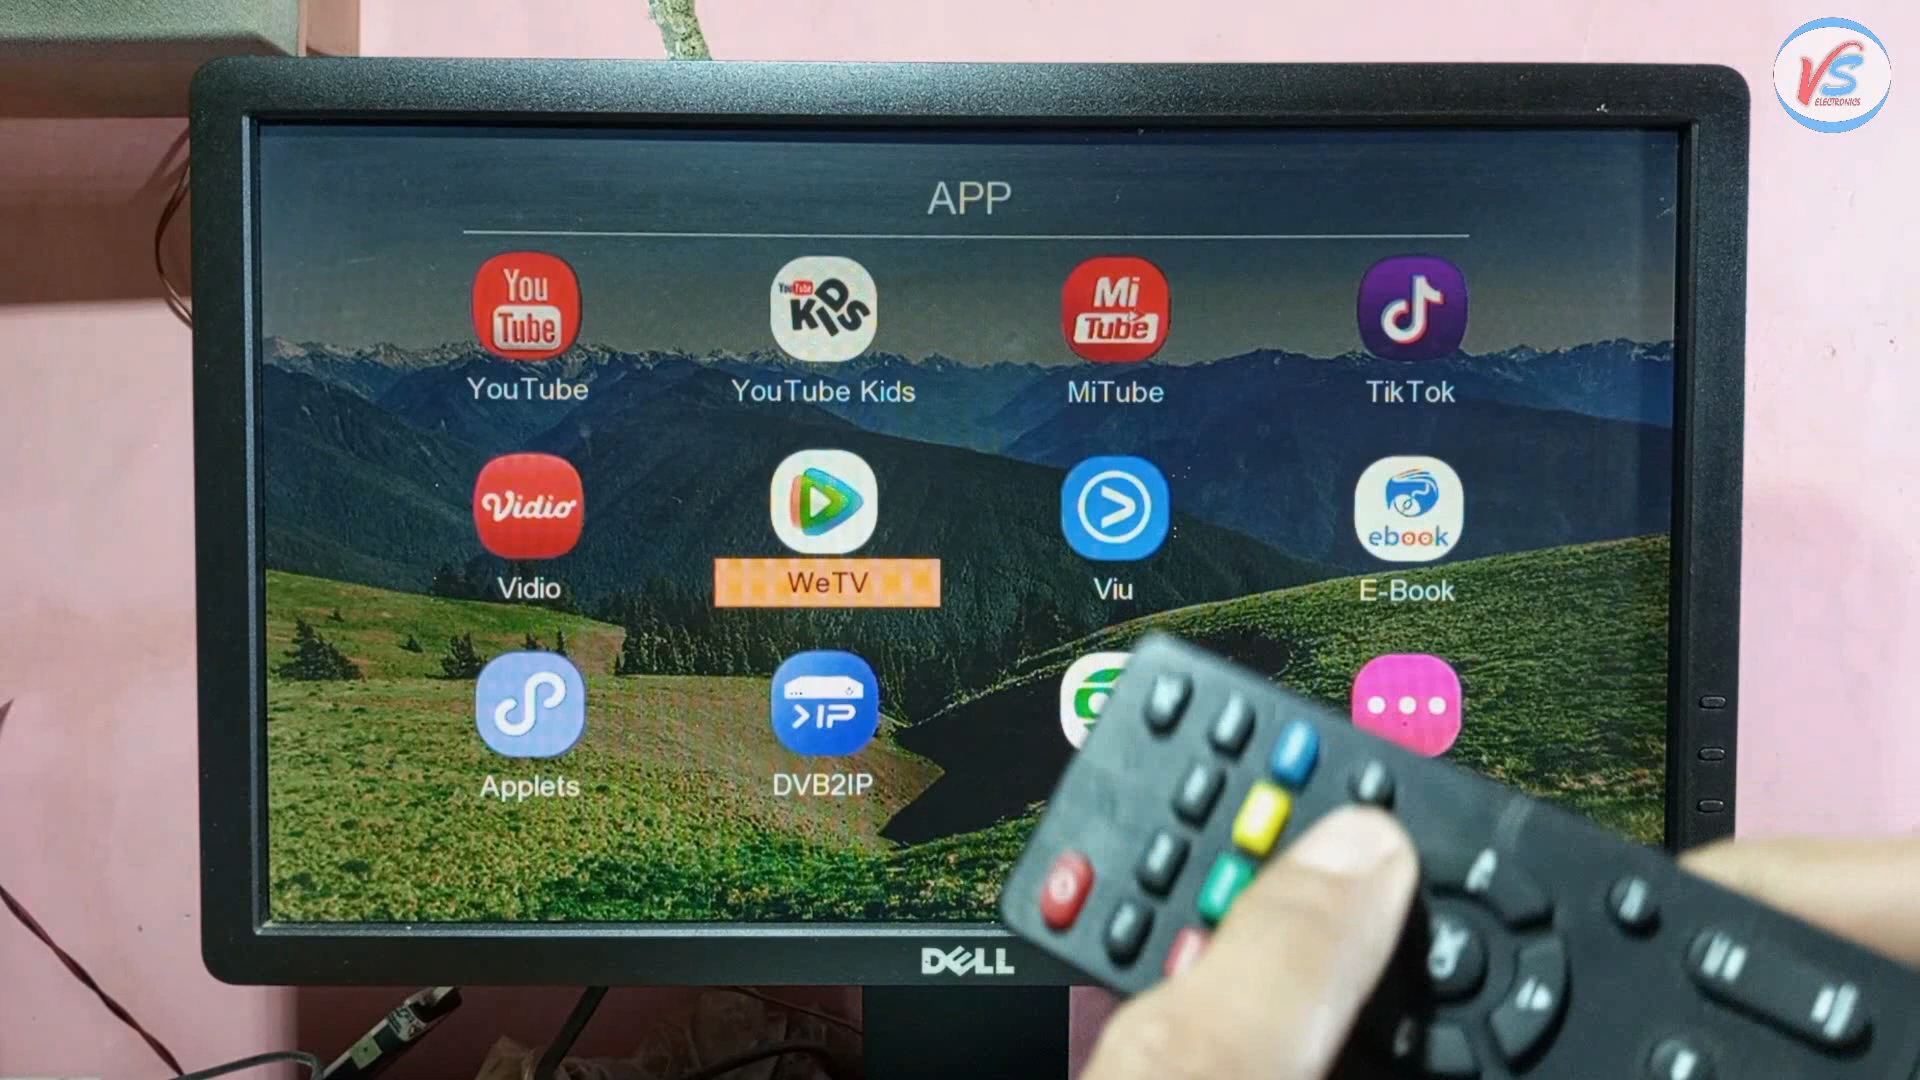 VS
ELECTRONICS
APP
You
Tube
YouTube
KIDS
Mi
Tube
YouTube
YouTube Kids
MiTube
TikTok
Vidio
ebook
Vidio
WeTV
Viu
E-Book
>IP
Applets
DVB2IP
DELL